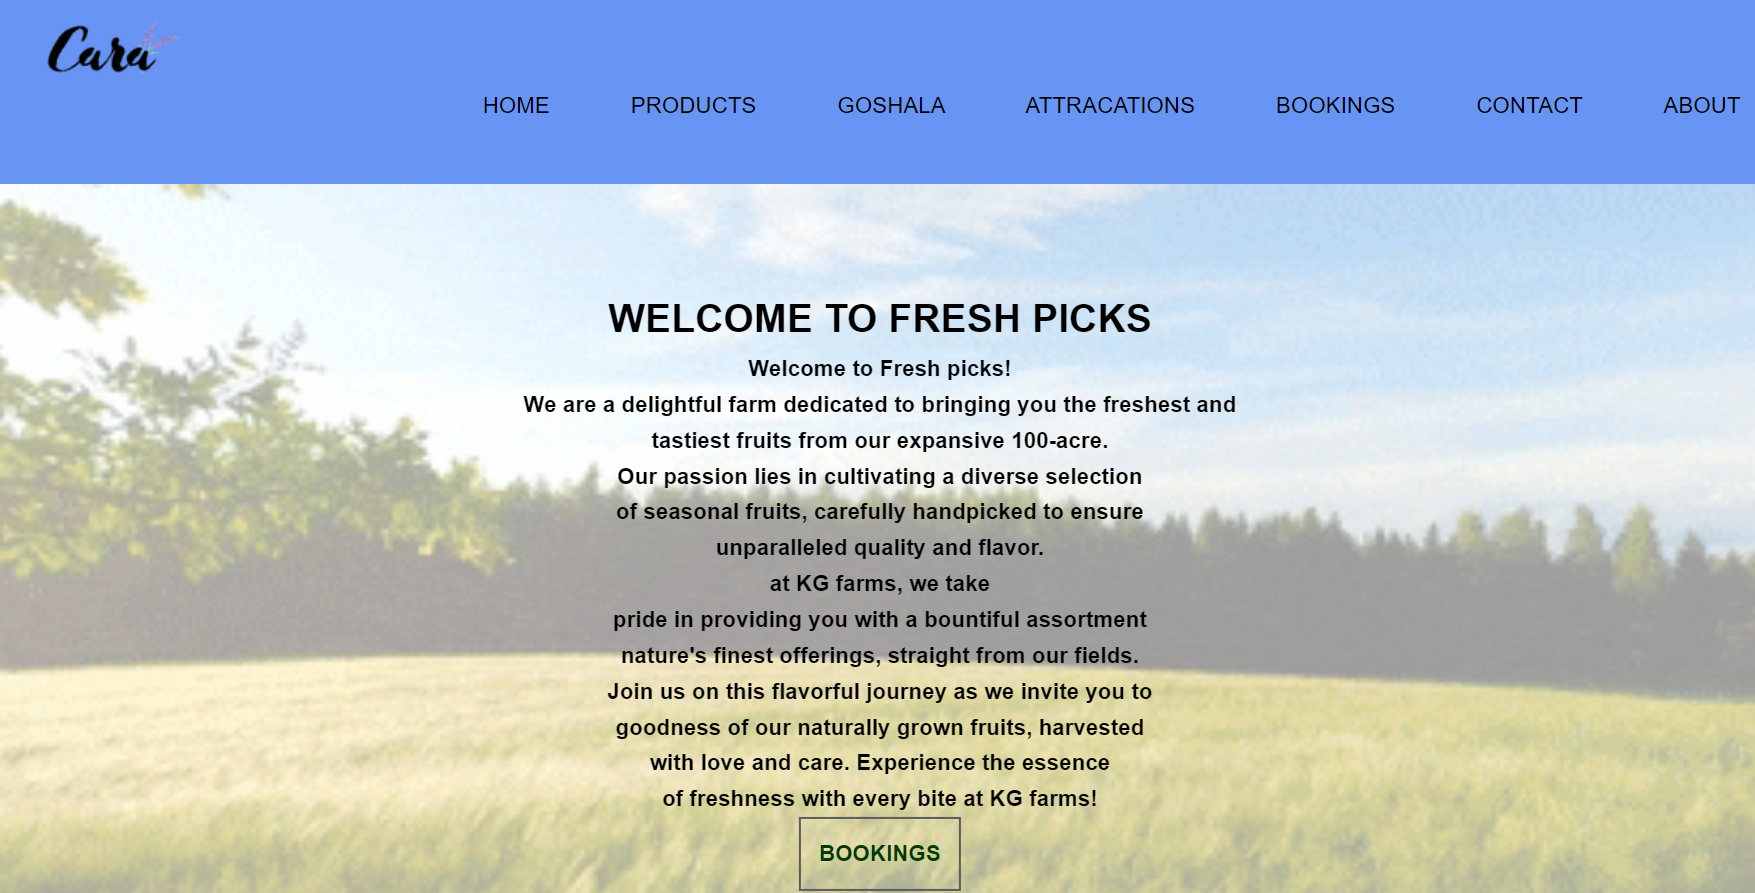 Cara
HOME PRODUCTS GOSHALA ATTRACATIONS BOOKINGS CONTACT ABOUT
WELCOME TO FRESH PICKS
Welcome to Fresh picks!
We are a delightful farm dedicated to bringing you the freshest and
tastiest fruits from our expansive 100-acre.
Our passion lies in cultivating a diverse selection
of seasonal fruits, carefully handpicked to ensure
unparalleled quality and flavor.
at KG farms, we take
pride in providing you with a bountiful assortment
nature's finest offerings, straight from our fields.
Join us on this flavorful journey as we invite you to
goodness of our naturally grown fruits, harvested
with love and care. Experience the essence
of freshness with every bite at KG farms!
BOOKINGS